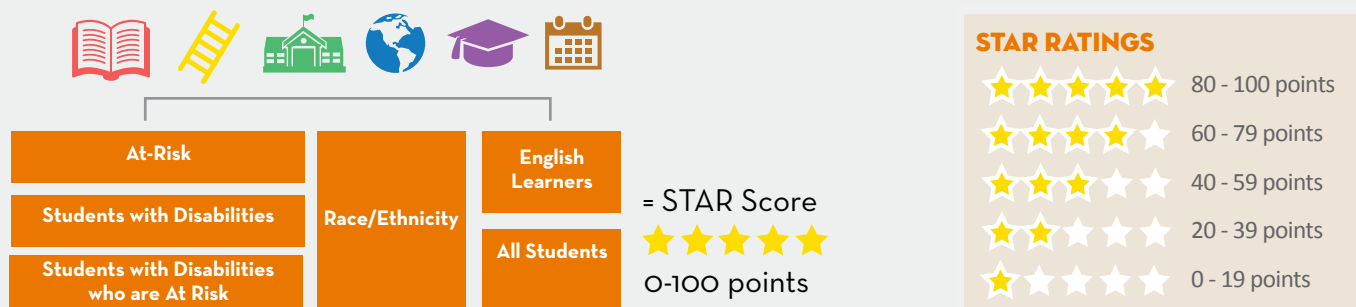 At-Risk
Students with Disabilities
Students with Disabilities
who are At Risk
Race/Ethnicity
English
Learners
All Students
= STAR Score
0-100 points
STAR RATINGS
80 - 100 points
60 - 79 points
40 - 59 points
20 - 39 points
0 - 19 points